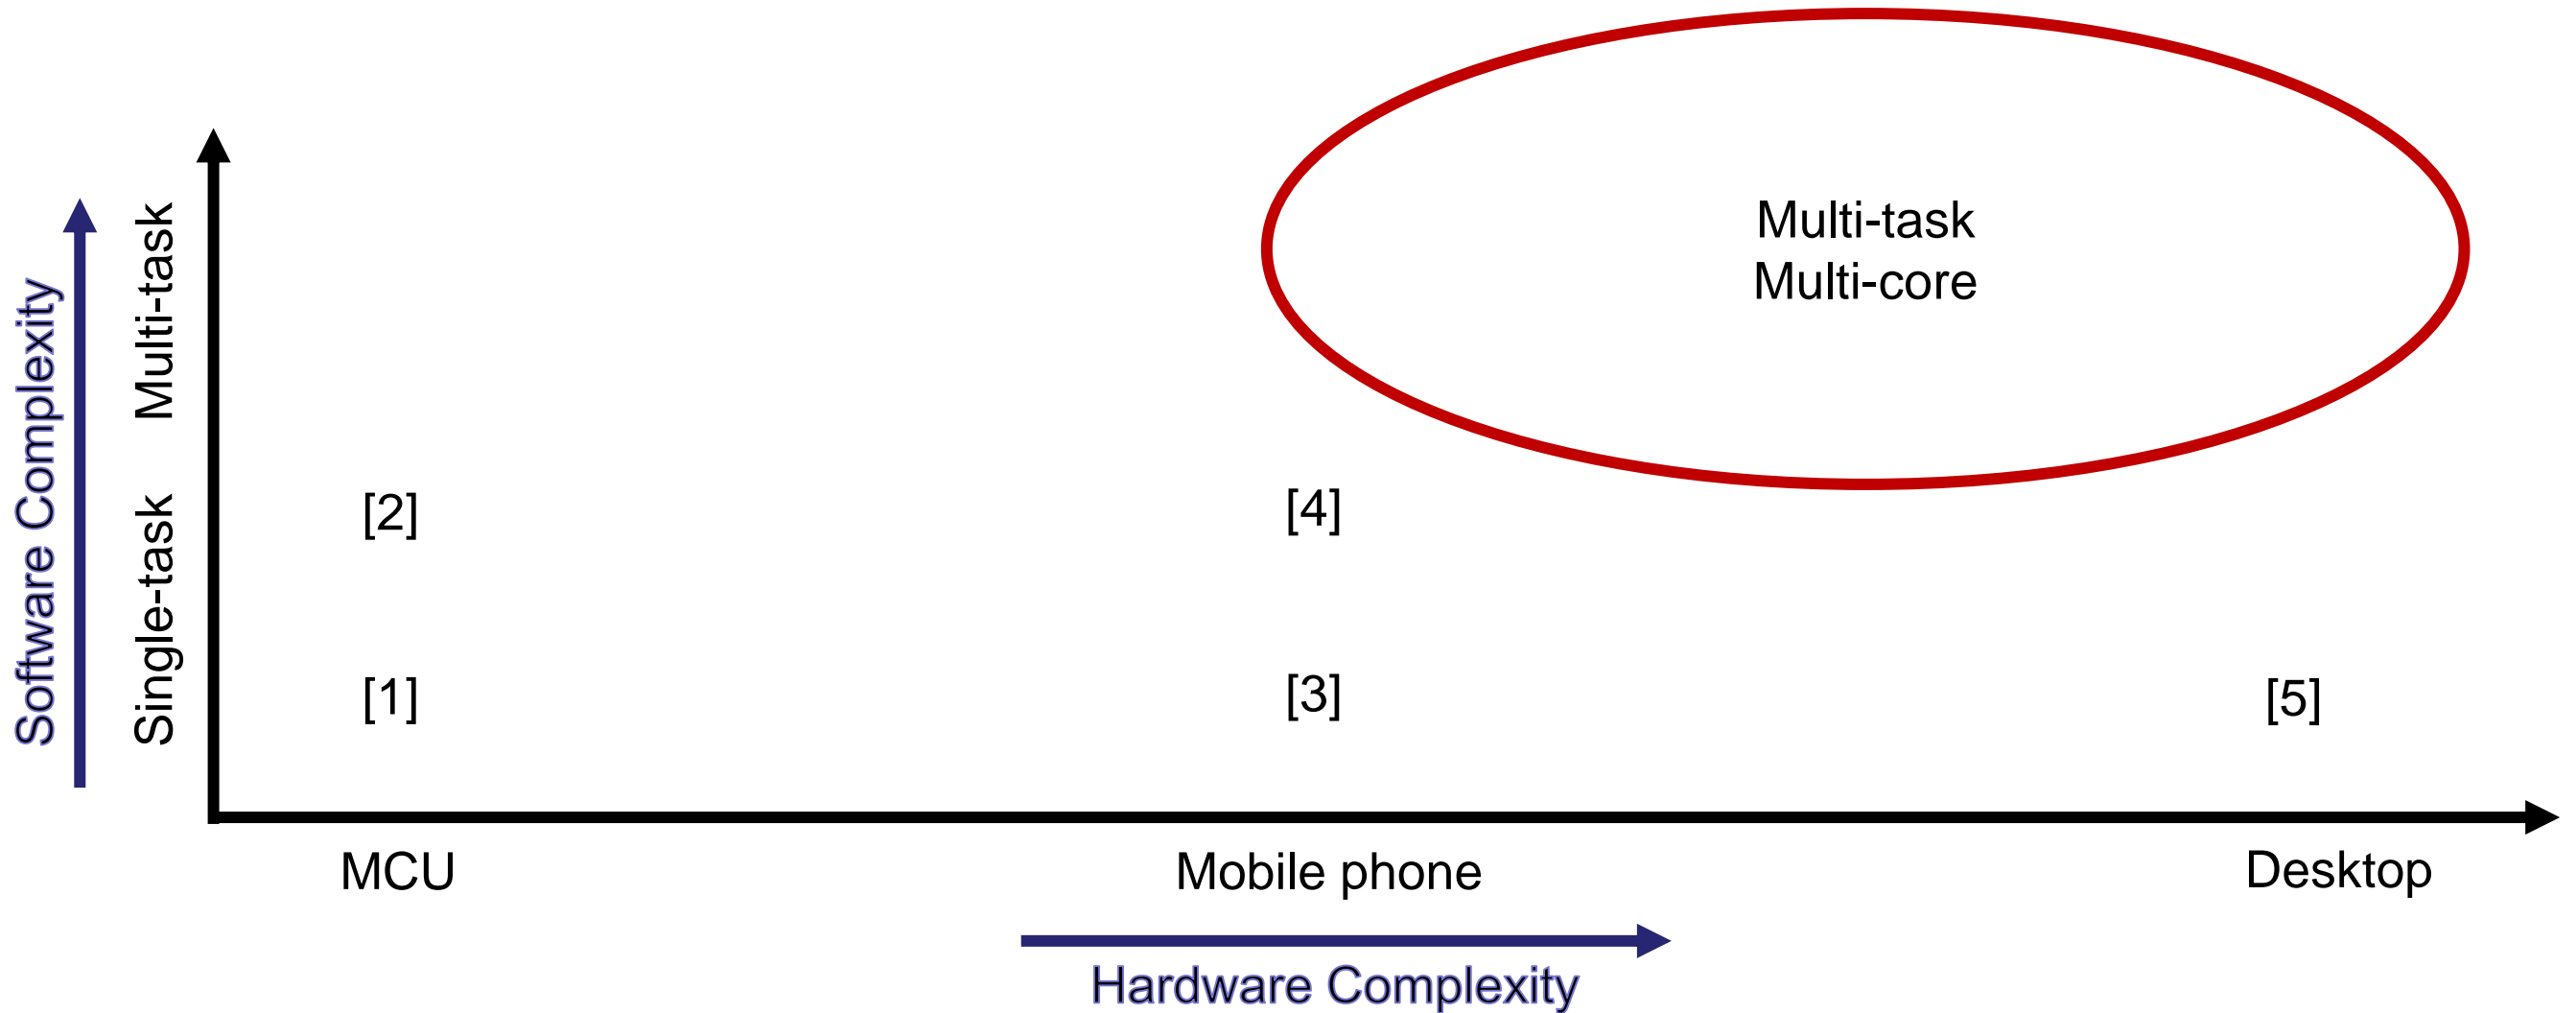 Software Complexity
Multi-task
Single-task
Multi-task
Multi-core
[2]
[4]
[1]
[3]
[5]
MCU
Mobile phone
Desktop
Hardware Complexity